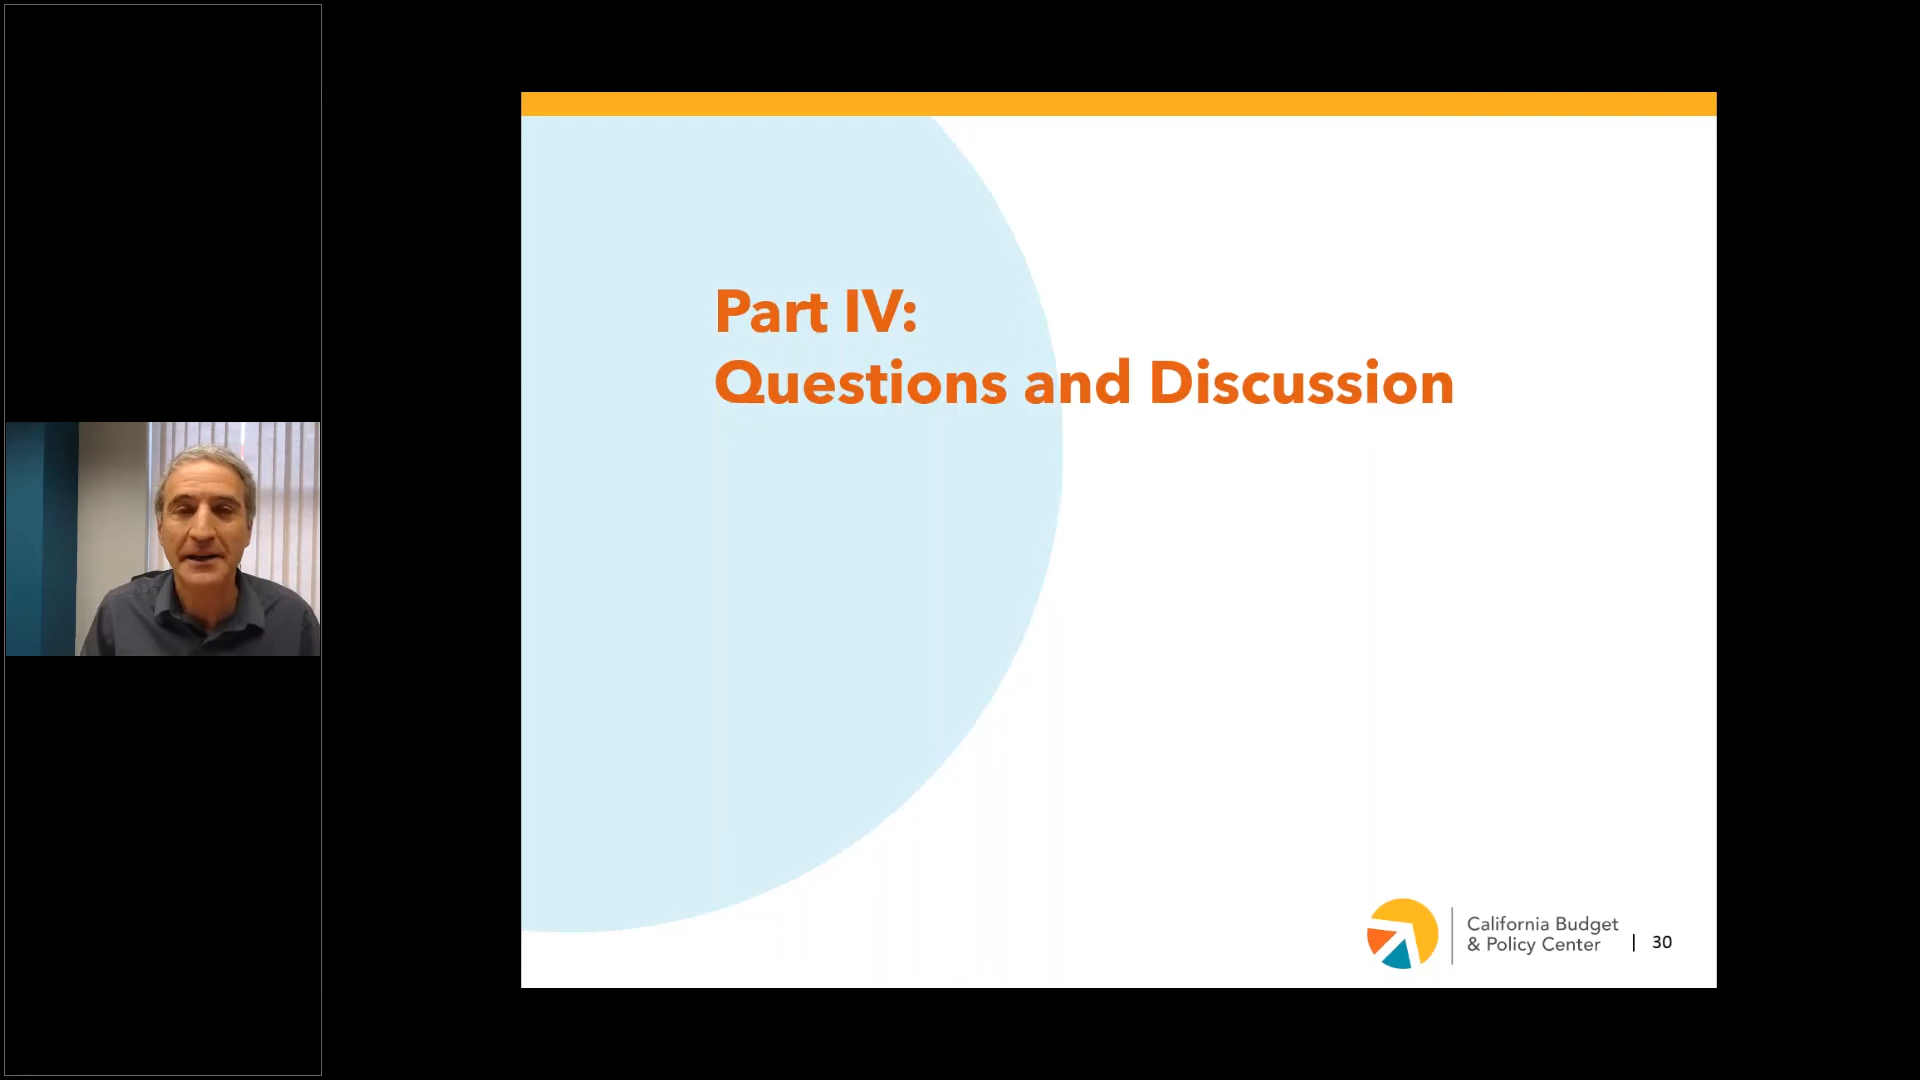 Part IV:
Questions and Discussion
California Budget
& Policy Center | 30